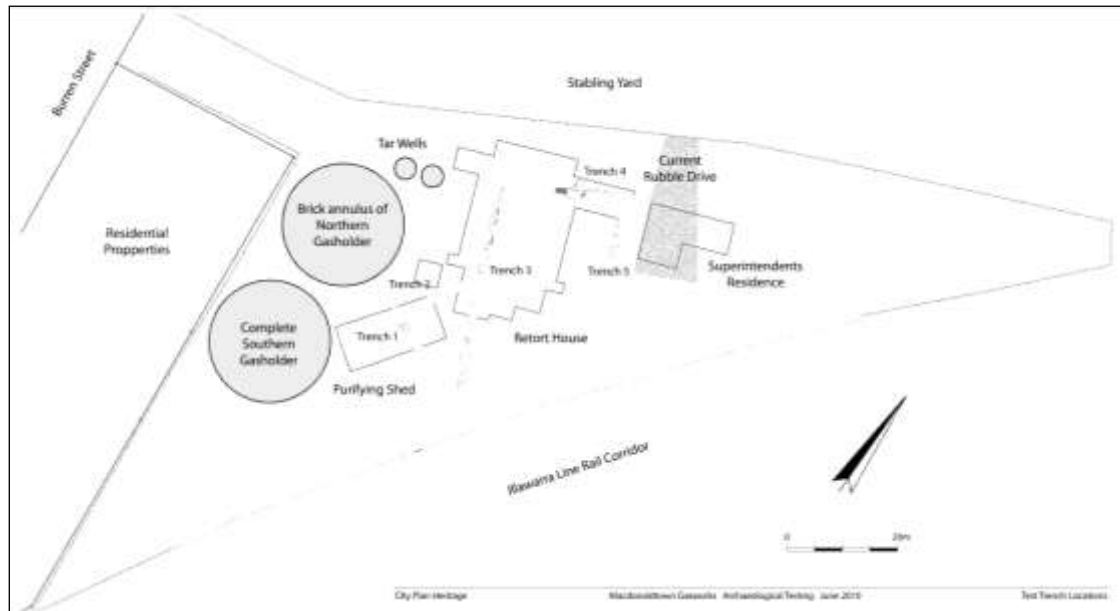 Burren Street
Stabling Yard
Tar Wells
Trench 4
Current
Rubble Drive
Brick annulus of
Northern
Gasholder
Residential
Propperties
Trench 3
Trench 5
Superintendents
Residence
Trench 2
Complete
Southern
Gasholder
Trench 1
Retort House
Purifying Shed
Illawarra Line Rail Corridor
0 20m
City Plan Heritage Macdonaldtown Gasworks Archaeological Testing June 2010 Test Trench Locations